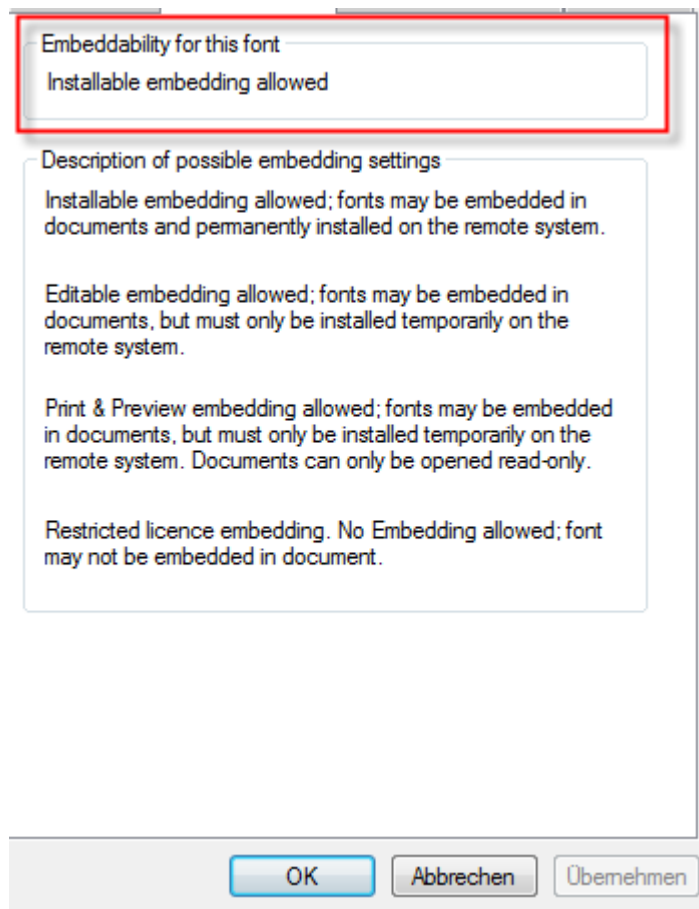 Embeddability for this font
Installable embedding allowed
Description of possible embedding settings
Installable embedding allowed; fonts may be embedded in
documents and permanently installed on the remote system.
Editable embedding allowed; fonts may be embedded in
documents, but must only be installed temporarily on the
remote system.
Print & Preview embedding allowed; fonts may be embedded
in documents, but must only be installed temporarily on the
remote system. Documents can only be opened read-only.
Restricted licence embedding. No Embedding allowed; font
may not be embedded in document.
OK Abbrechen Übernehmen